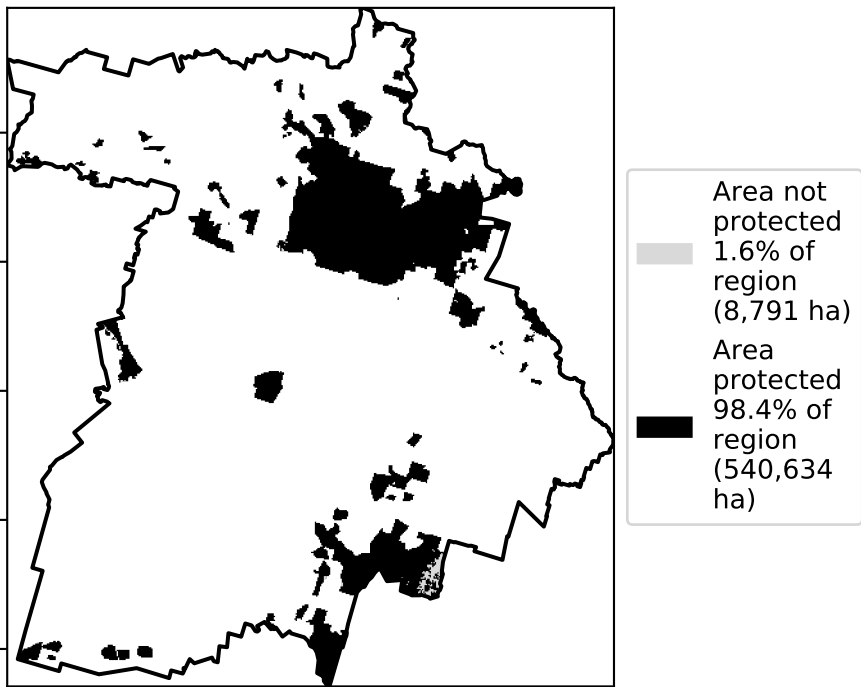 Area not
protected
1.6% of
region
(8,791 ha)
Area
protected
98.4% of
region
(540,634
ha)